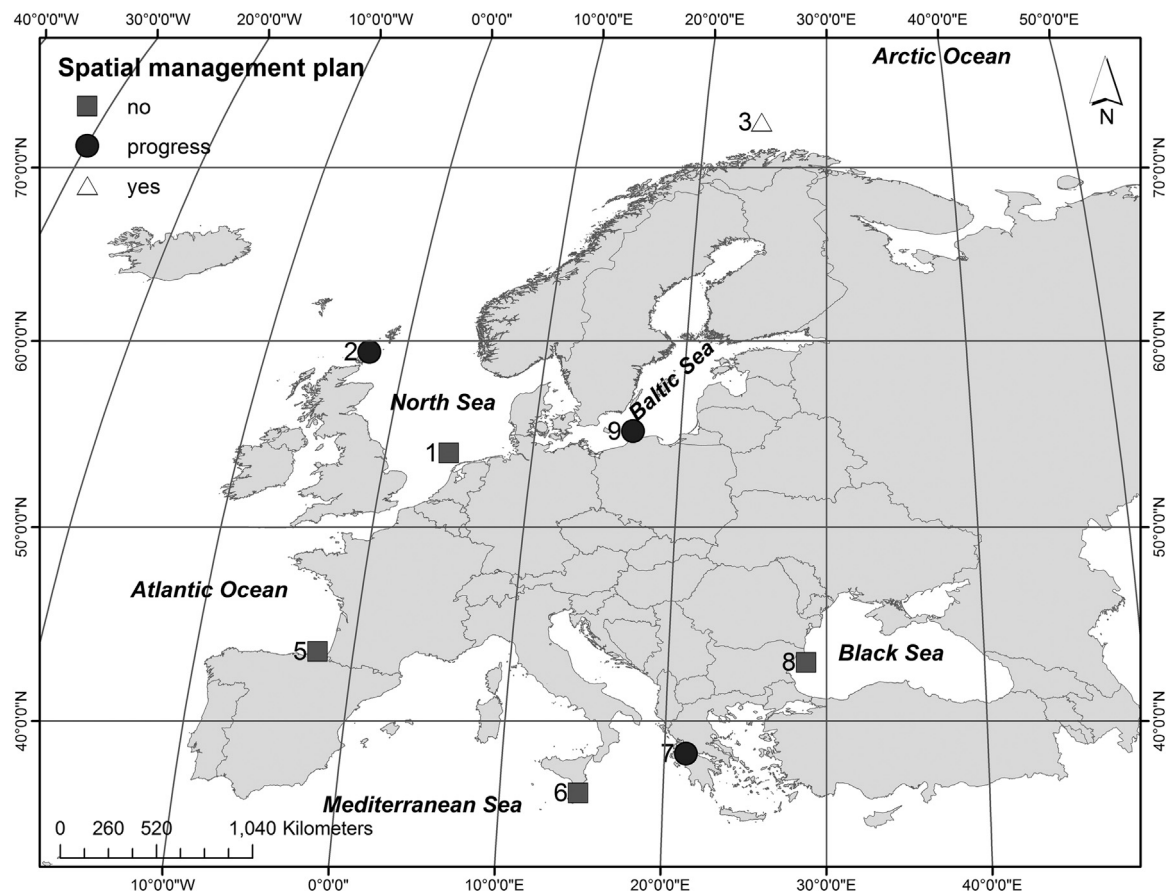 40°0'0"W 30°0'0"W 20°0'0"W 10°0'0"W 0°0'0" 10°0'0"E 20°0'0"E 30°0'0"E 40°0'0"E 50°0'0"E
Spatial management plan
no
progress
yes
Arctic Ocean
N
3
70°0'0"N 70°0'0"N
60°0'0"N 60°0'0"N
2
Baltic Sea
North Sea
9
1
50°0'0"N 50°0'0"N
Atlantic Ocean
5
Black Sea
8
40°0'0"N 40°0'0"N
7
6
Mediterranean Sea
0 260 520 1,040 Kilometers
10°0'0"W 0°0'0" 10°0'0"E 20°0'0"E 30°0'0"E 40°0'0"E